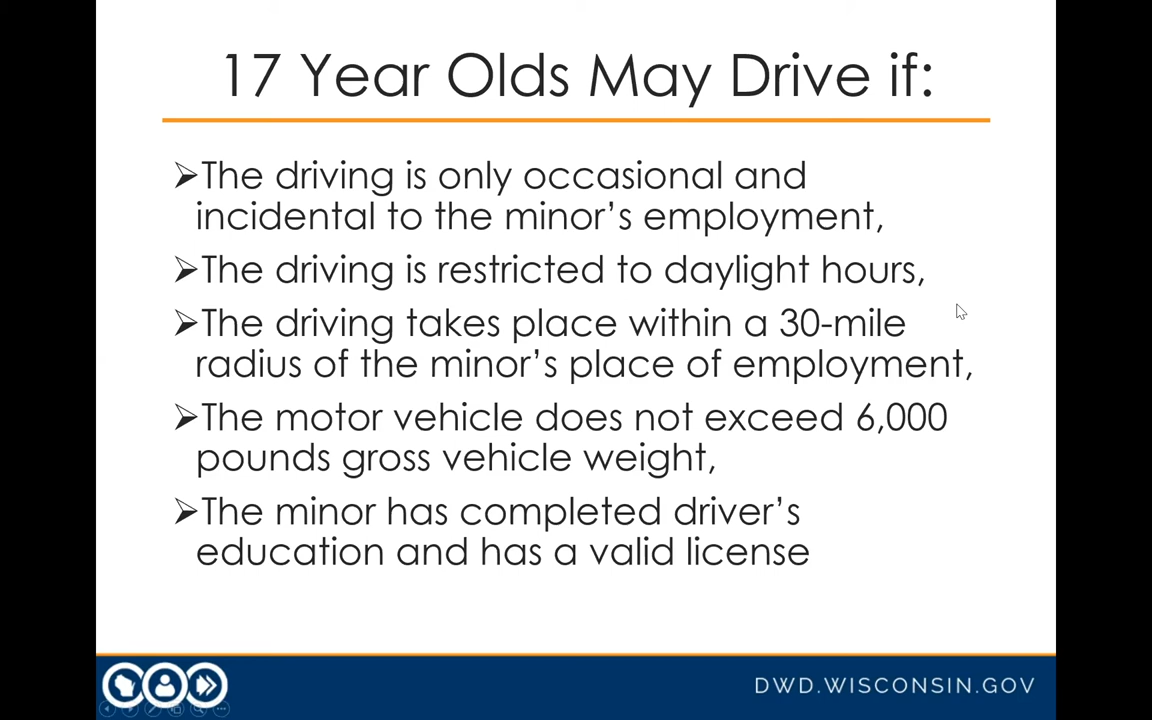 17 Year Olds May Drive if:
➢The driving is only occasional and
incidental to the minor’s employment,
➢The driving is restricted to daylight hours,
➢The driving takes place within a 30-mile
radius of the minor’s place of employment,
➢The motor vehicle does not exceed 6,000
pounds gross vehicle weight,
➢The minor has completed driver’s
education and has a valid license
DWD.WISCONSIN.GOV